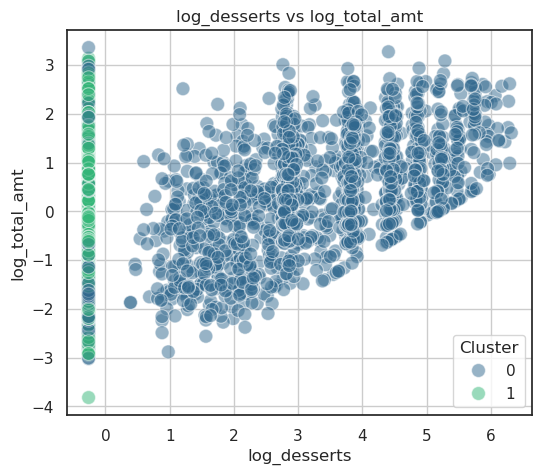 log_desserts vs log_total_amt
log_total_amt
3
2
1
0
−1
−2
−3
−4
0 1 2 3 4 5 6
log_desserts
Cluster
0
1